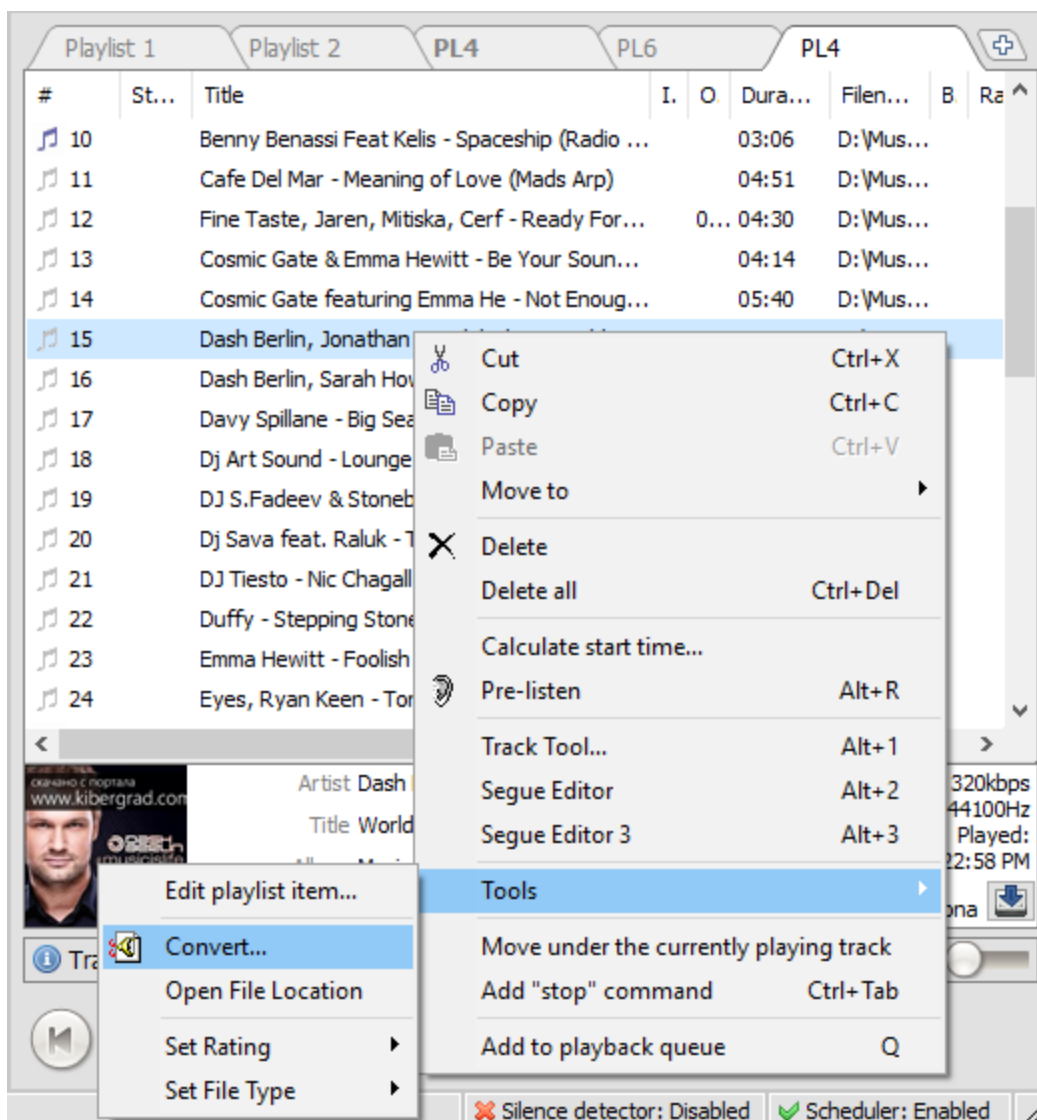 Playlist 1 Playlist 2 PL4 PL6 PL4
# St... Title I. O. Dura... Filen... B. Ra
10 Benny Benassi Feat Kelis - Spaceship (Radio ... 03:06 D:\Mus...
11 Cafe Del Mar - Meaning of Love (Mads Arp) 04:51 D:\Mus...
12 Fine Taste, Jaren, Mitiska, Cerf - Ready For... 0... 04:30 D:\Mus...
13 Cosmic Gate & Emma Hewitt - Be Your Soun... 04:14 D:\Mus...
14 Cosmic Gate featuring Emma He - Not Enoug... 05:40 D:\Mus...
15 Dash Berlin, Jonathan
16 Dash Berlin, Sarah How
17 Davy Spillane - Big Sea
18 Dj Art Sound - Lounge
19 DJ S.Fadeev & Stoneb
20 Dj Sava feat. Raluk - T
21 DJ Tiesto - Nic Chagall
22 Duffy - Stepping Stone
23 Emma Hewitt - Foolish
24 Eyes, Ryan Keen - Tor
Cut Ctrl+X
Copy Ctrl+C
Paste Ctrl+V
Move to
Delete
Delete all Ctrl+Del
Calculate start time...
Pre-listen Alt+R
Track Tool... Alt+1
Segue Editor Alt+2
Segue Editor 3 Alt+3
Tools
Move under the currently playing track
Add "stop" command Ctrl+Tab
Add to playback queue Q
скачано с портала
www.kibergrad.com
musicislife
Artist Dash
Title World
320kbps
44100Hz
Played:
22:58 PM
ona
Edit playlist item...
Convert...
Open File Location
Set Rating
Set File Type
Tra
Silence detector: Disabled Scheduler: Enabled